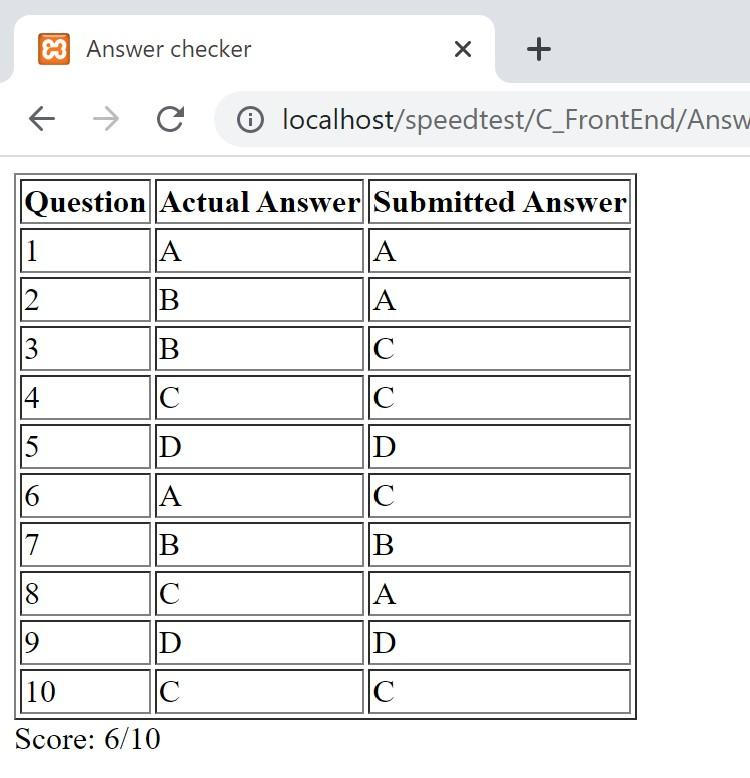 Answer checker
localhost/speedtest/C_FrontEnd/Answ
Question Actual Answer Submitted Answer
1 A A
2 B A
3 B C
4 C C
5 D D
6 A C
7 B B
8 C A
9 D D
10 C C
Score: 6/10